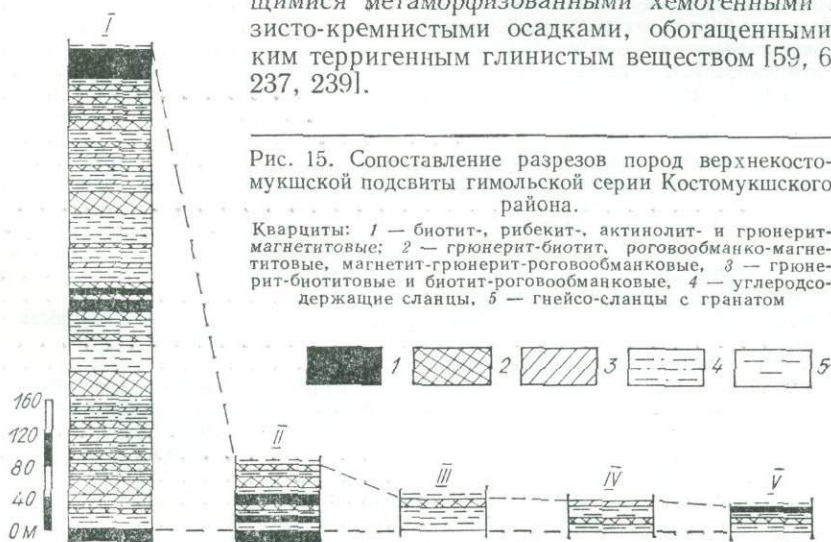 щимися метаморфизованными хемогенными
зисто-кремнистыми осадками, обогащенными
ким терригенным глинистым веществом [59, 6
237, 239].
Рис. 15. Сопоставление разрезов пород верхнекосто-
мукшской подсвиты гимольской серии Костомукшского
района.
Кварциты: 1 — биотит-, рибекит-, актинолит- и грюнерит-
магнетитовые; 2 — грюнерит-биотит, роговообманко-магне-
титовые, магнетит-грюнерит-роговообманковые, 3 — грюне-
рит-биотитовые и биотит-роговообманковые, 4 — углеродсо-
держащие сланцы, 5 — гнейсо-сланцы с гранатом
1 2 3 4 5
I
II
III
IV
V
160
120
80
40
0 м